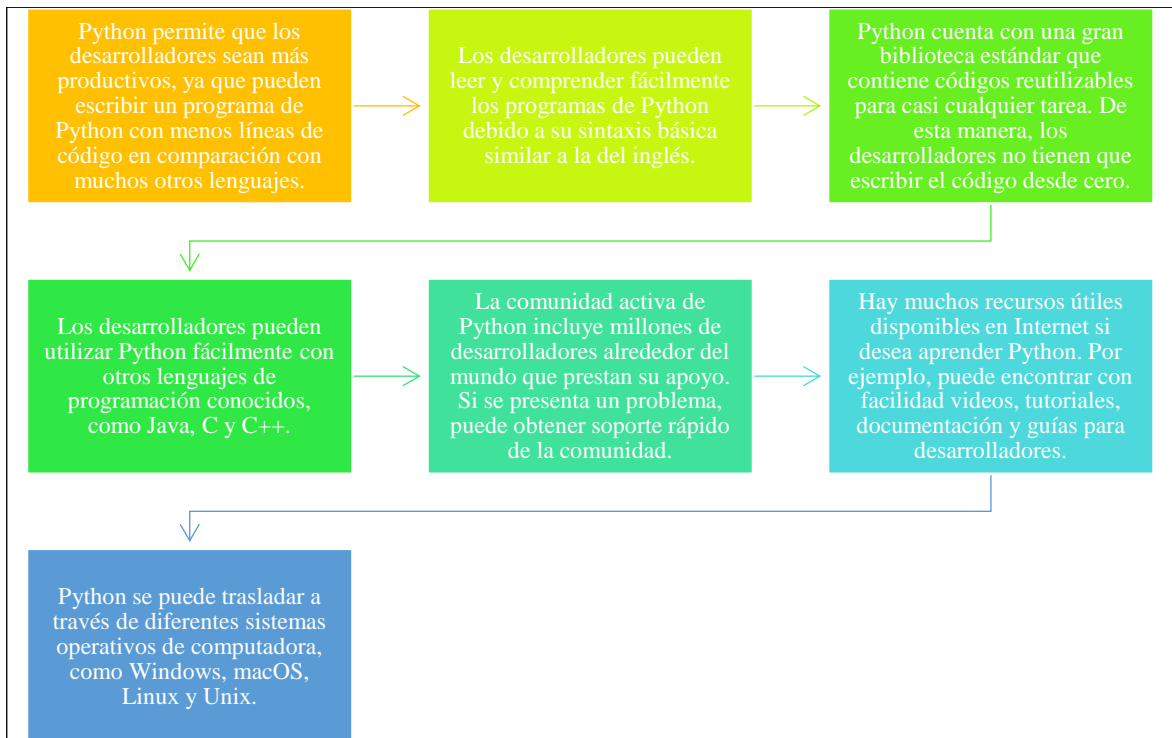 Python permite que los
desarrolladores sean más
productivos, ya que pueden
escribir un programa de
Python con menos líneas de
código en comparación con
muchos otros lenguajes.
Los desarrolladores pueden
leer y comprender fácilmente
los programas de Python
debido a su sintaxis básica
similar a la del inglés.
Python cuenta con una gran
biblioteca estándar que
contiene códigos reutilizables
para casi cualquier tarea. De
esta manera, los
desarrolladores no tienen que
escribir el código desde cero.
Los desarrolladores pueden
utilizar Python fácilmente con
otros lenguajes de
programación conocidos,
como Java, C y C++.
La comunidad activa de
Python incluye millones de
desarrolladores alrededor del
mundo que prestan su apoyo.
Si se presenta un problema,
puede obtener soporte rápido
de la comunidad.
Hay muchos recursos útiles
disponibles en Internet si
desea aprender Python. Por
ejemplo, puede encontrar con
facilidad videos, tutoriales,
documentación y guías para
desarrolladores.
Python se puede trasladar a
través de diferentes sistemas
operativos de computadora,
como Windows, macOS,
Linux y Unix.